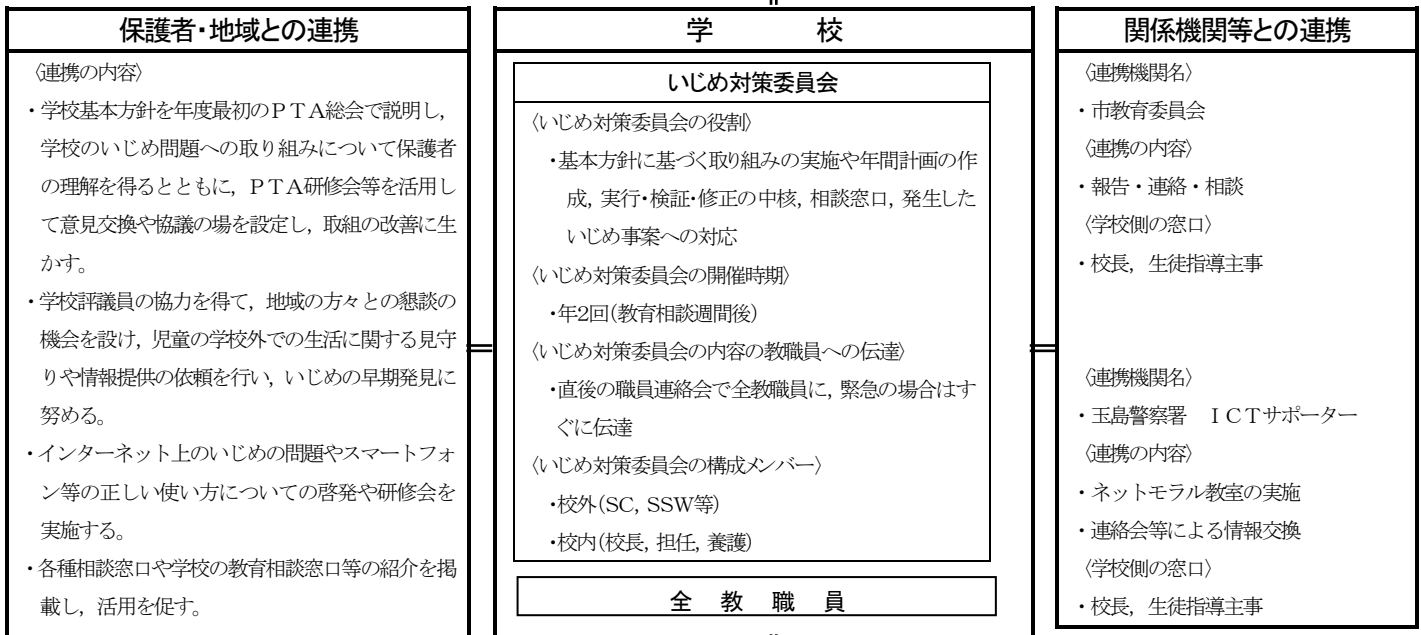 保護者・地域との連携
〈連携の内容〉
・学校基本方針を年度最初のＰＴＡ総会で説明し，
学校のいじめ問題への取り組みについて保護者
の理解を得るとともに，ＰＴＡ研修会等を活用し
て意見交換や協議の場を設定し，取組の改善に生
かす。
・学校評議員の協力を得て，地域の方々との懇談の
機会を設け，児童の学校外での生活に関する見守
りや情報提供の依頼を行い，いじめの早期発見に
努める。
・インターネット上のいじめの問題やスマートフォ
ン等の正しい使い方についての啓発や研修会を
実施する。
・各種相談窓口や学校の教育相談窓口等の紹介を掲
載し，活用を促す。
学　　　校
いじめ対策委員会
〈いじめ対策委員会の役割〉
・基本方針に基づく取り組みの実施や年間計画の作
成，実行・検証・修正の中核，相談窓口，発生した
いじめ事案への対応
〈いじめ対策委員会の開催時期〉
・年2回（教育相談週間後）
〈いじめ対策委員会の内容の教職員への伝達〉
・直後の職員連絡会で全教職員に，緊急の場合はす
ぐに伝達
〈いじめ対策委員会の構成メンバー〉
・校外（SC，SSW等）
・校内（校長，担任，養護）
全　教　職　員
関係機関等との連携
〈連携機関名〉
・市教育委員会
〈連携の内容〉
・報告・連絡・相談
〈学校側の窓口〉
・校長，生徒指導主事
〈連携機関名〉
・玉島警察署　ＩＣＴサポーター
〈連携の内容〉
・ネットモラル教室の実施
・連絡会等による情報交換
〈学校側の窓口〉
・校長，生徒指導主事